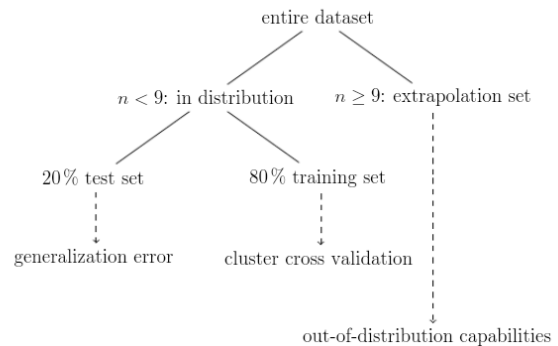 entire dataset
n < 9: in distribution
n ≥ 9: extrapolation set
20 % test set
80 % training set
generalization error
cluster cross validation
out-of-distribution capabilities